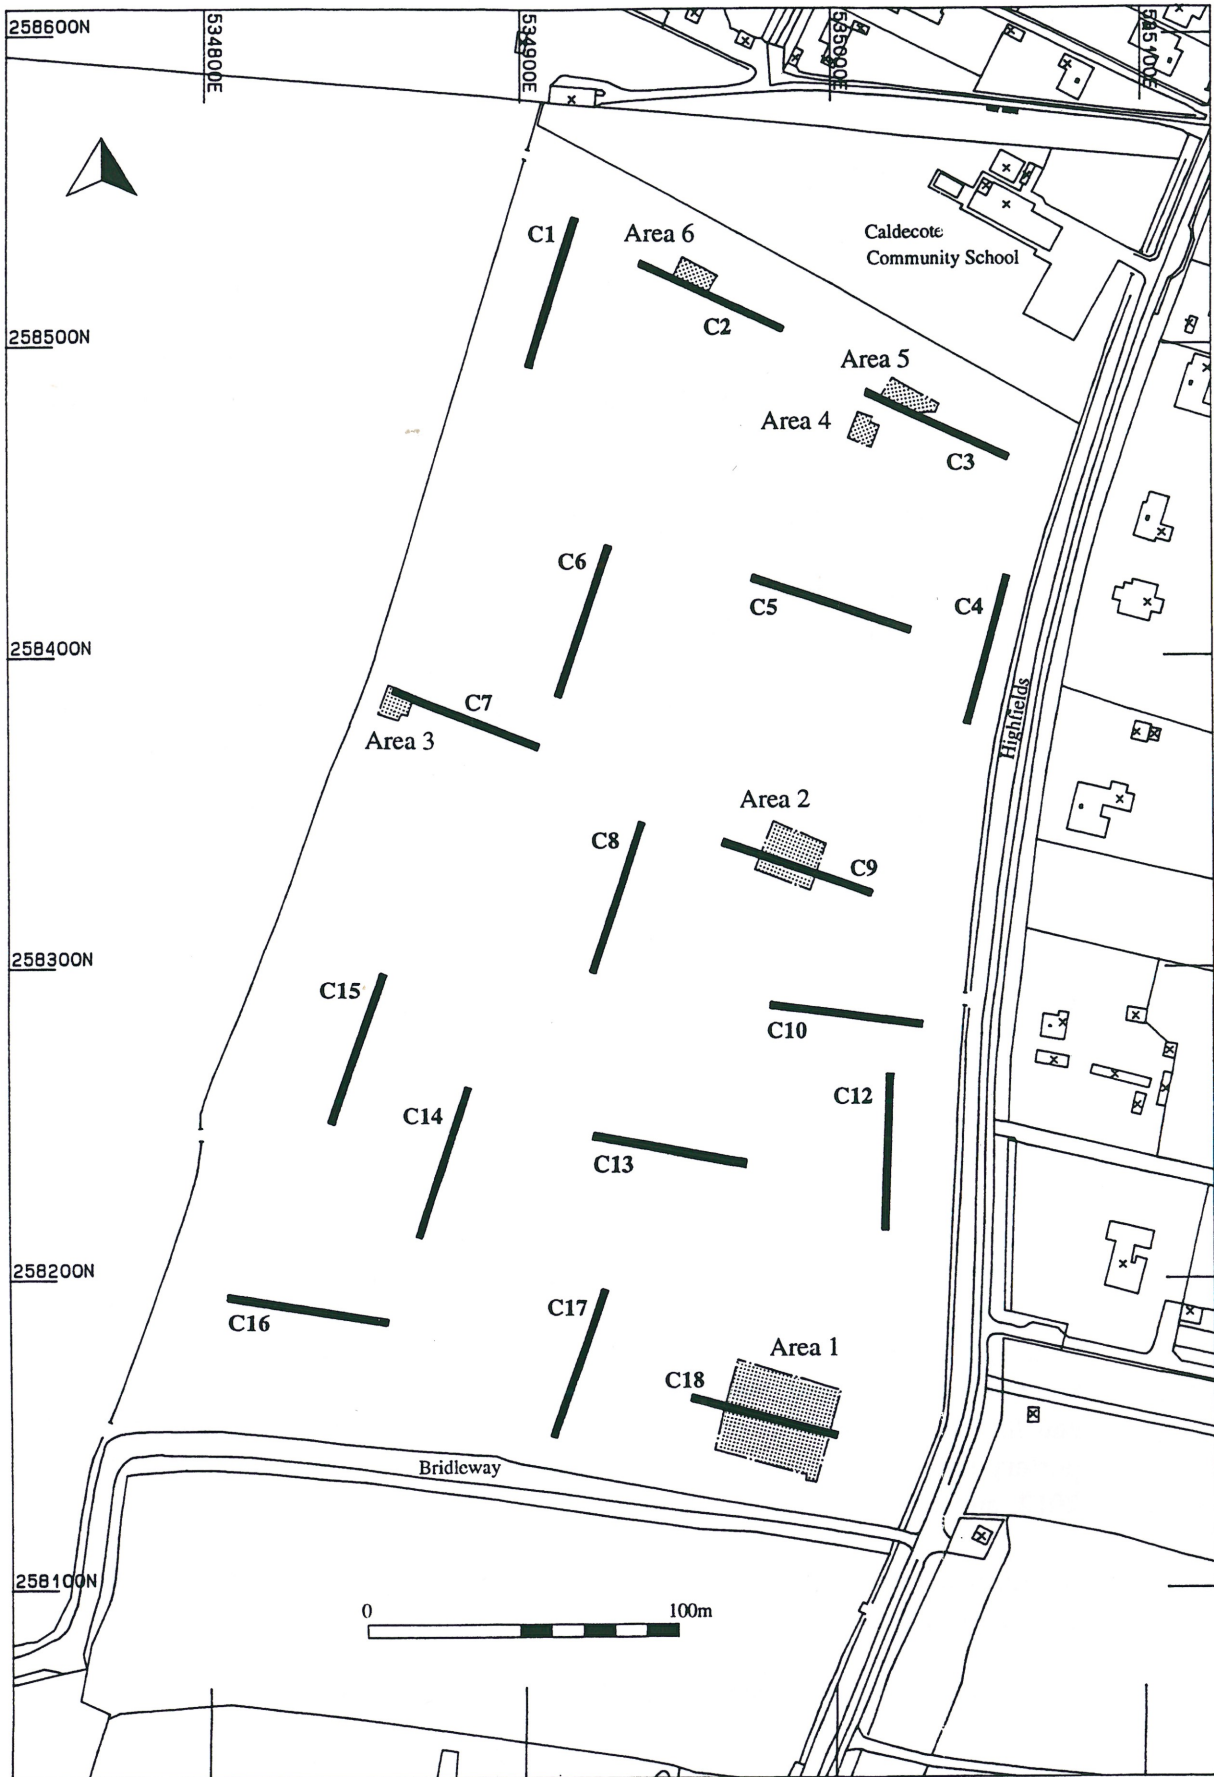 258600N
534800E
534900E
535000E
535100E
C1
Area 6
Caldecote
Community School
C2
258500N
Area 5
Area 4
C3
C6
C5
C4
258400N
C7
Highfields
Area 3
Area 2
C8
C9
258300N
C15
C10
C12
C14
C13
258200N
C16
C17
Area 1
C18
Bridleway
258100N
0
100m